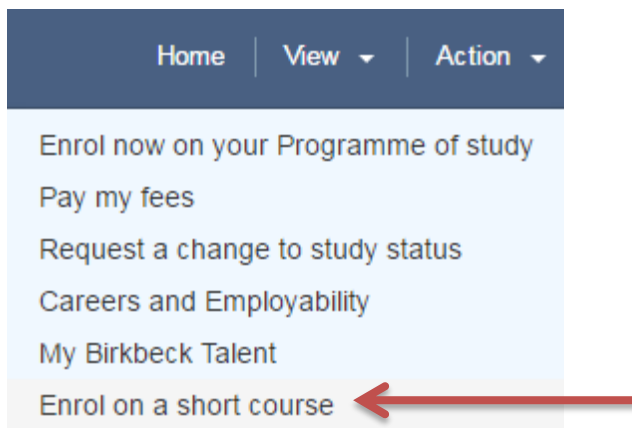 Home View Action
Enrol now on your Programme of study
Pay my fees
Request a change to study status
Careers and Employability
My Birkbeck Talent
Enrol on a short course